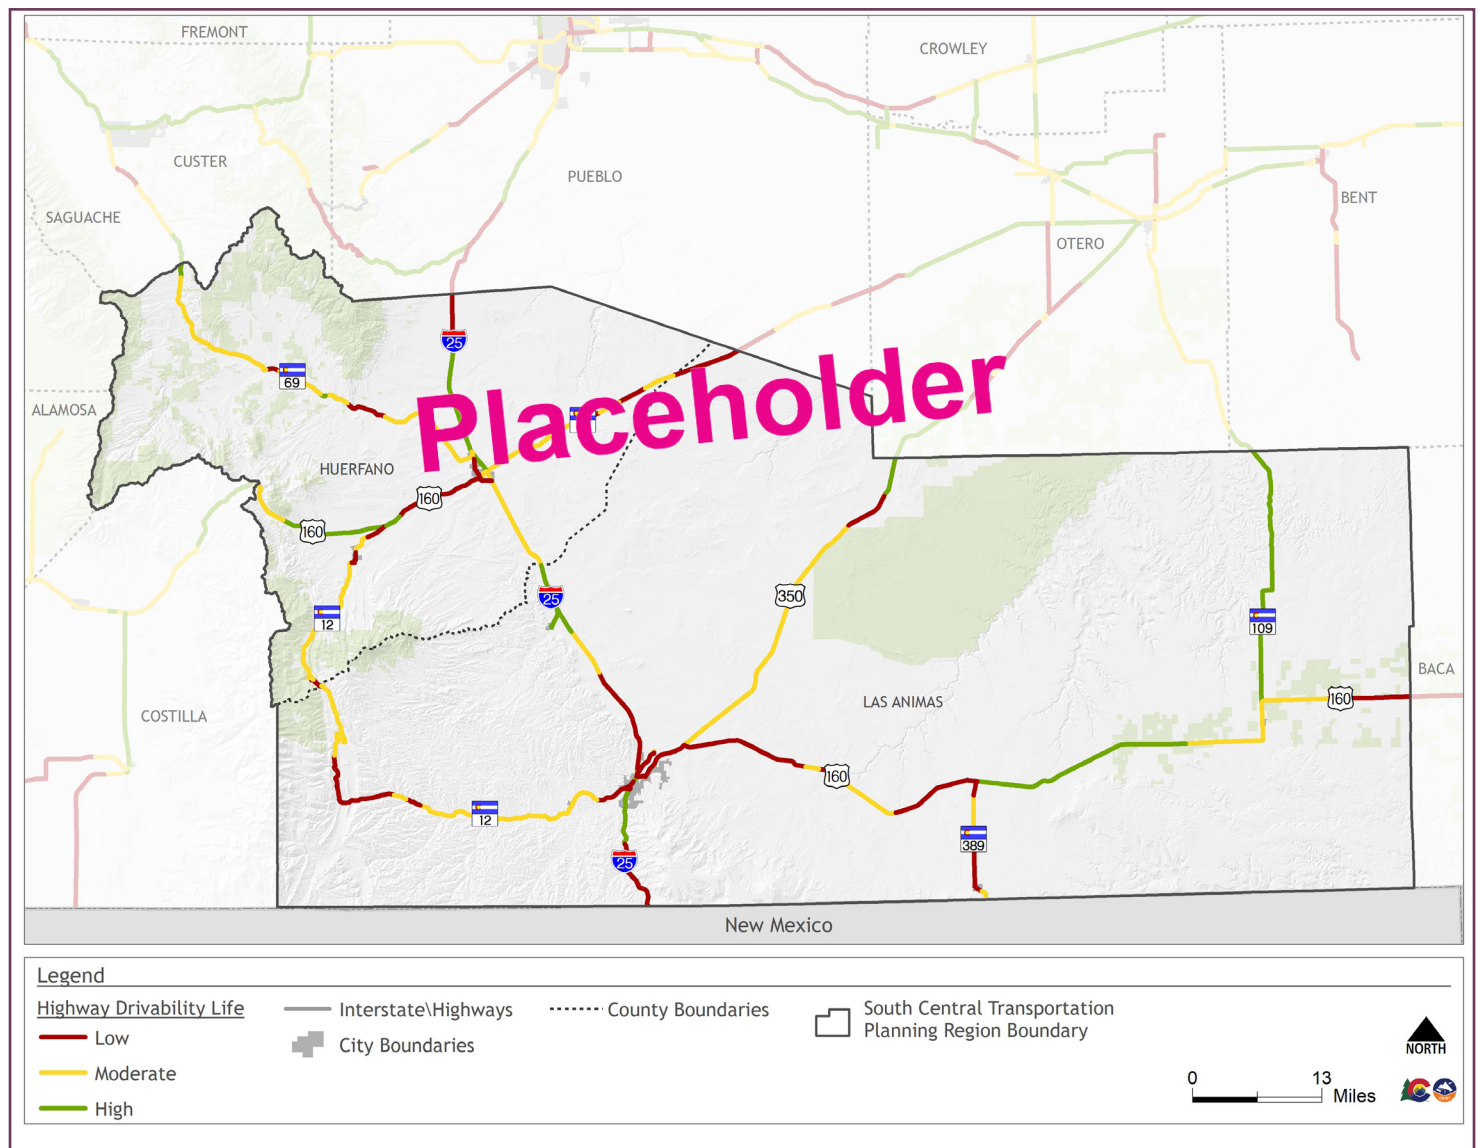 FREMONT
CROWLEY
CUSTER
PUEBLO
BENT
SAGUACHE
OTERO
25
69
ALAMOSA
Placeholder
HUERFANO
160
160
350
25
12
109
LAS ANIMAS
BACA
160
COSTILLA
160
12
389
25
New Mexico
Legend
Highway Drivability Life
Low
Moderate
High
Interstate\Highways
City Boundaries
County Boundaries
South Central Transportation
Planning Region Boundary
NORTH
0 13
Miles